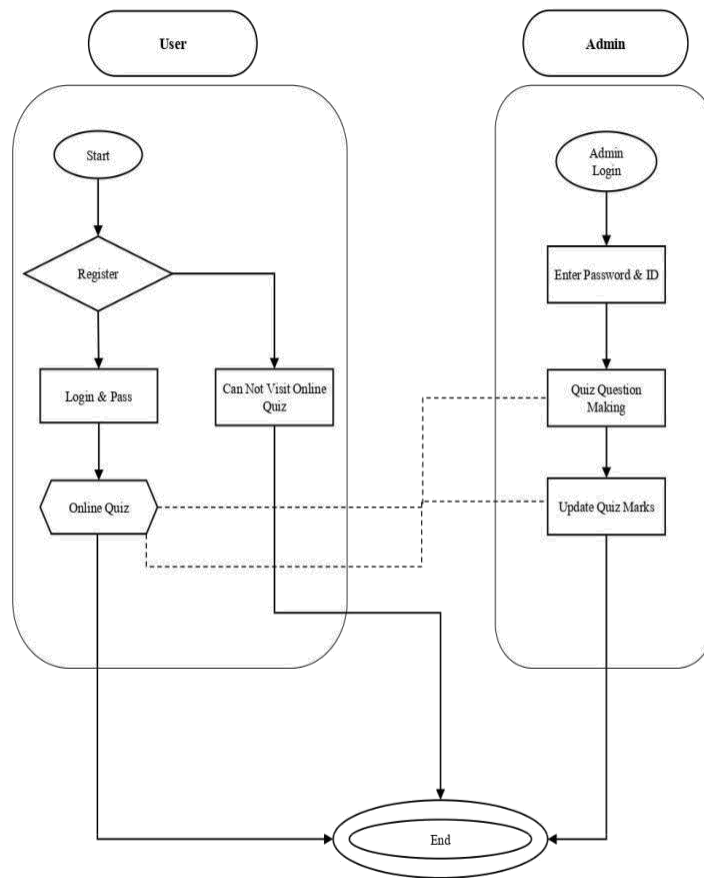 User
Admin
Start
Admin
Login
Register
Enter Password & ID
Login & Pass
Can Not Visit Online
Quiz
Quiz Question
Making
Online Quiz
Update Quiz Marks
End